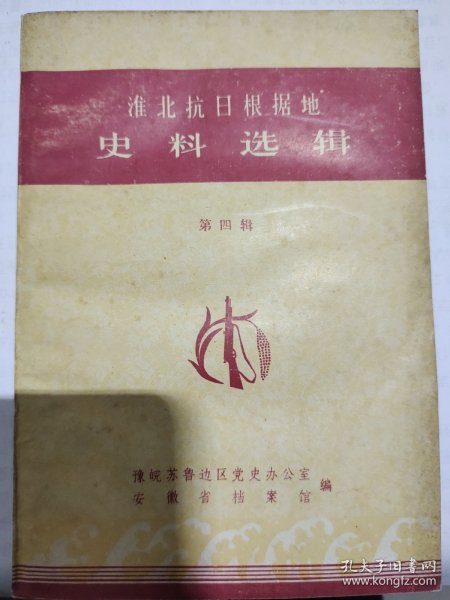 淮北抗日根据地
史料选辑
第四辑
豫皖苏鲁边区党史办公室
安徽省档案馆
编
孔夫子旧书网
www.kongfz.com